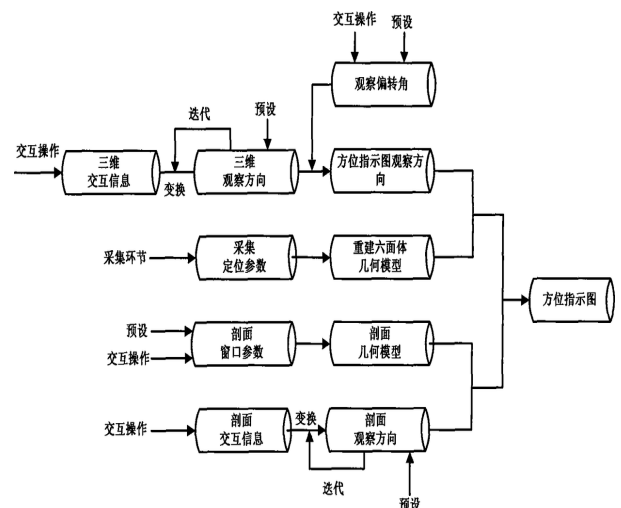 交互操作
预设
观察偏转角
迭代
预设
交互操作
三维
交互信息
变换
三维
观察方向
方位指示图观察方
向
采集环节
采集
定位参数
重建六面体
几何模型
方位指示图
预设
交互操作
剖面
窗口参数
剖面
几何模型
交互操作
剖面
交互信息
变换
剖面
观察方向
迭代
预设